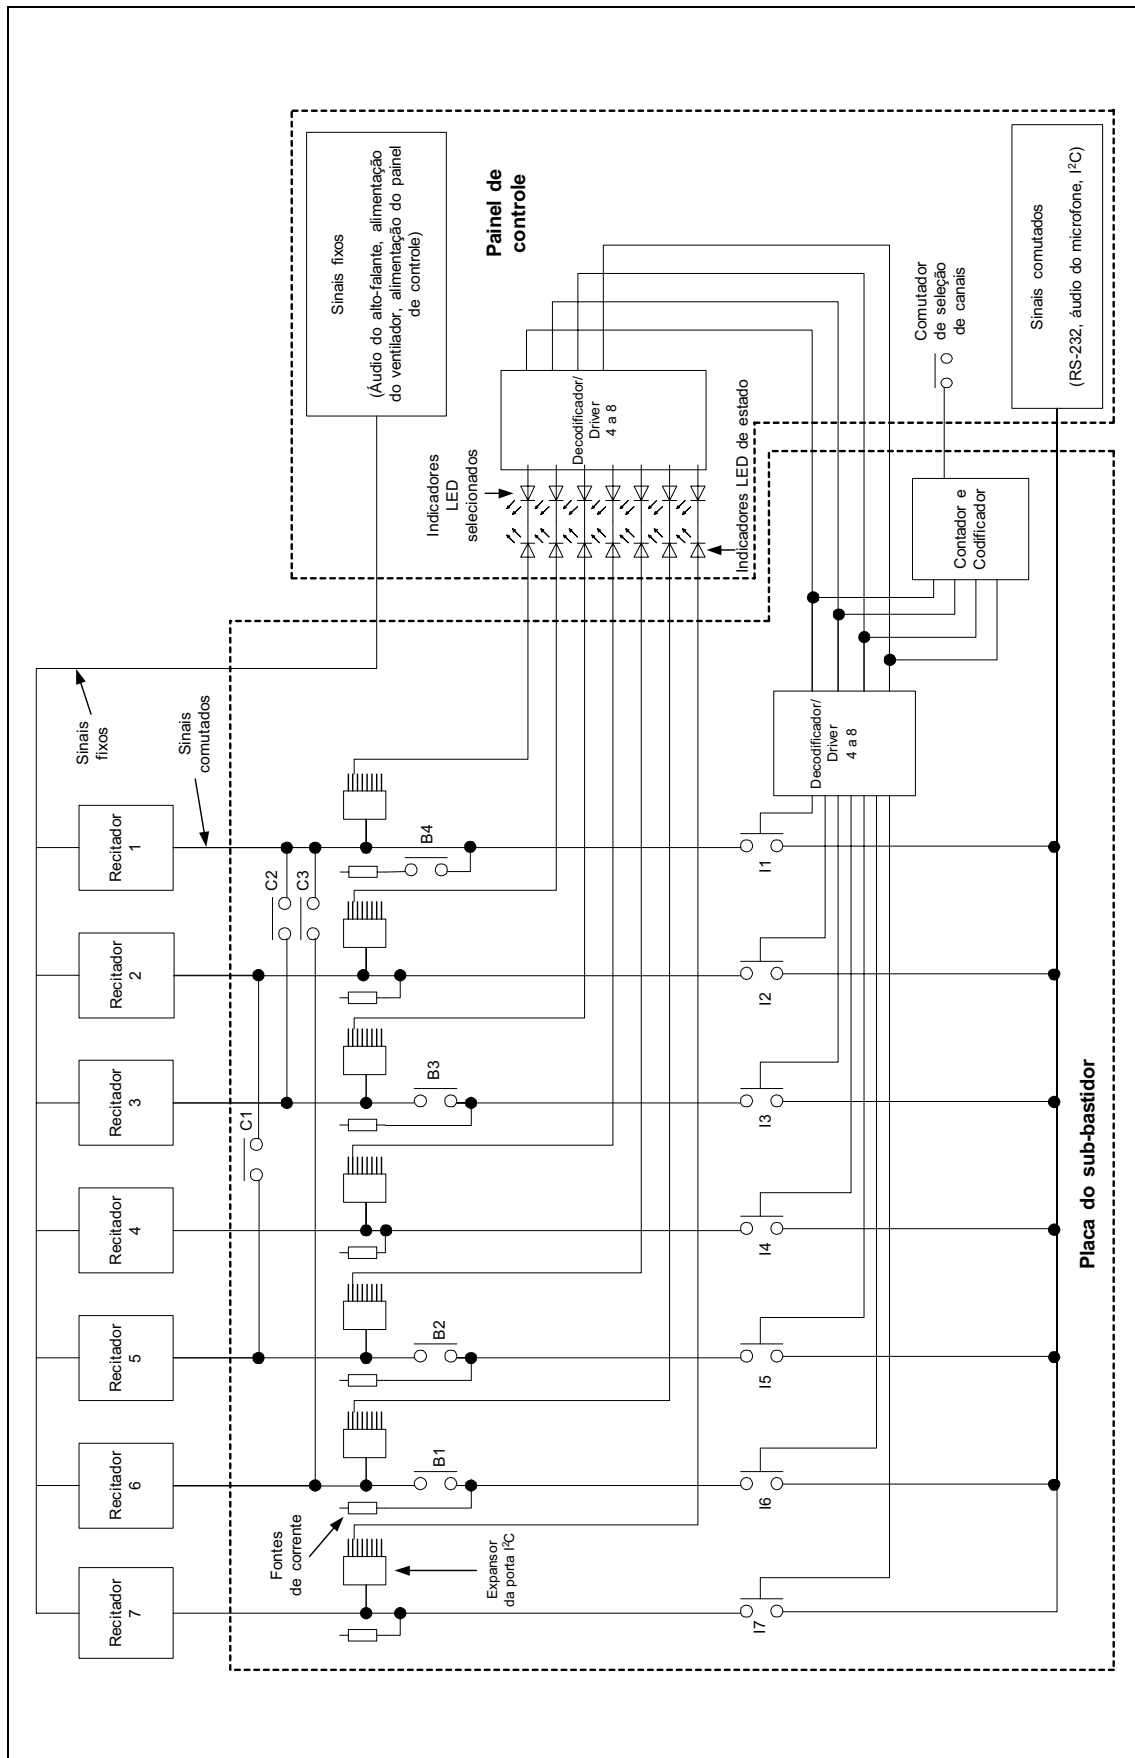 Sinais fixos
(Áudio do alto-falante, alimentação
do ventilador, alimentação do painel
de controle)
Painel de
controle
Sinais comutados
(RS-232, áudio do microfone, I²C)
Comutador
de seleção
de canais
Decodificador/
Driver
4 a 8
Indicadores
LED
selecionados
Indicadores LED de estado
Contador e
Codificador
Decodificador/
Driver
4 a 8
Sinais
fixos
Sinais
comutados
Recitador
1
Recitador
2
Recitador
3
Recitador
4
Recitador
5
Recitador
6
Recitador
7
C2
C3
C1
B4
B3
B2
B1
I1
I2
I3
I4
I5
I6
I7
Fontes
de corrente
Expansor
da porta I²C
Placa do sub-bastidor